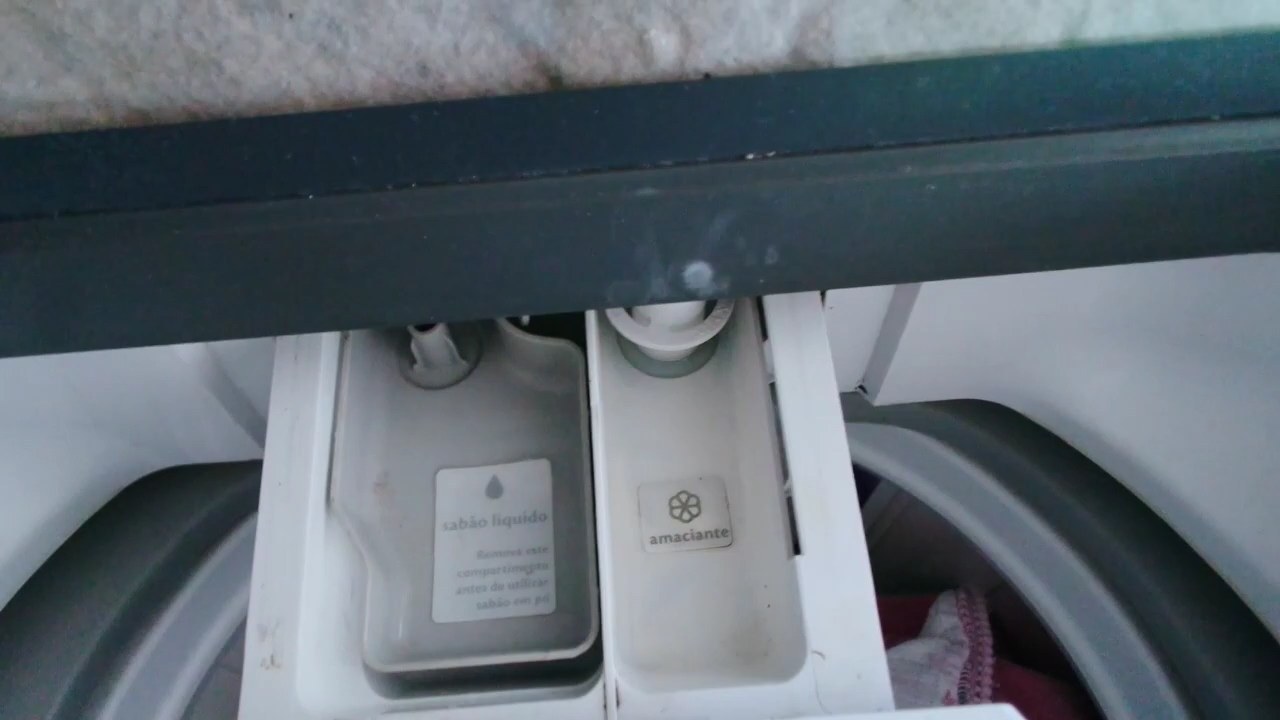 sabão líquido
Remova este
compartimento
antes de utilizar
sabão em pó
amaciante